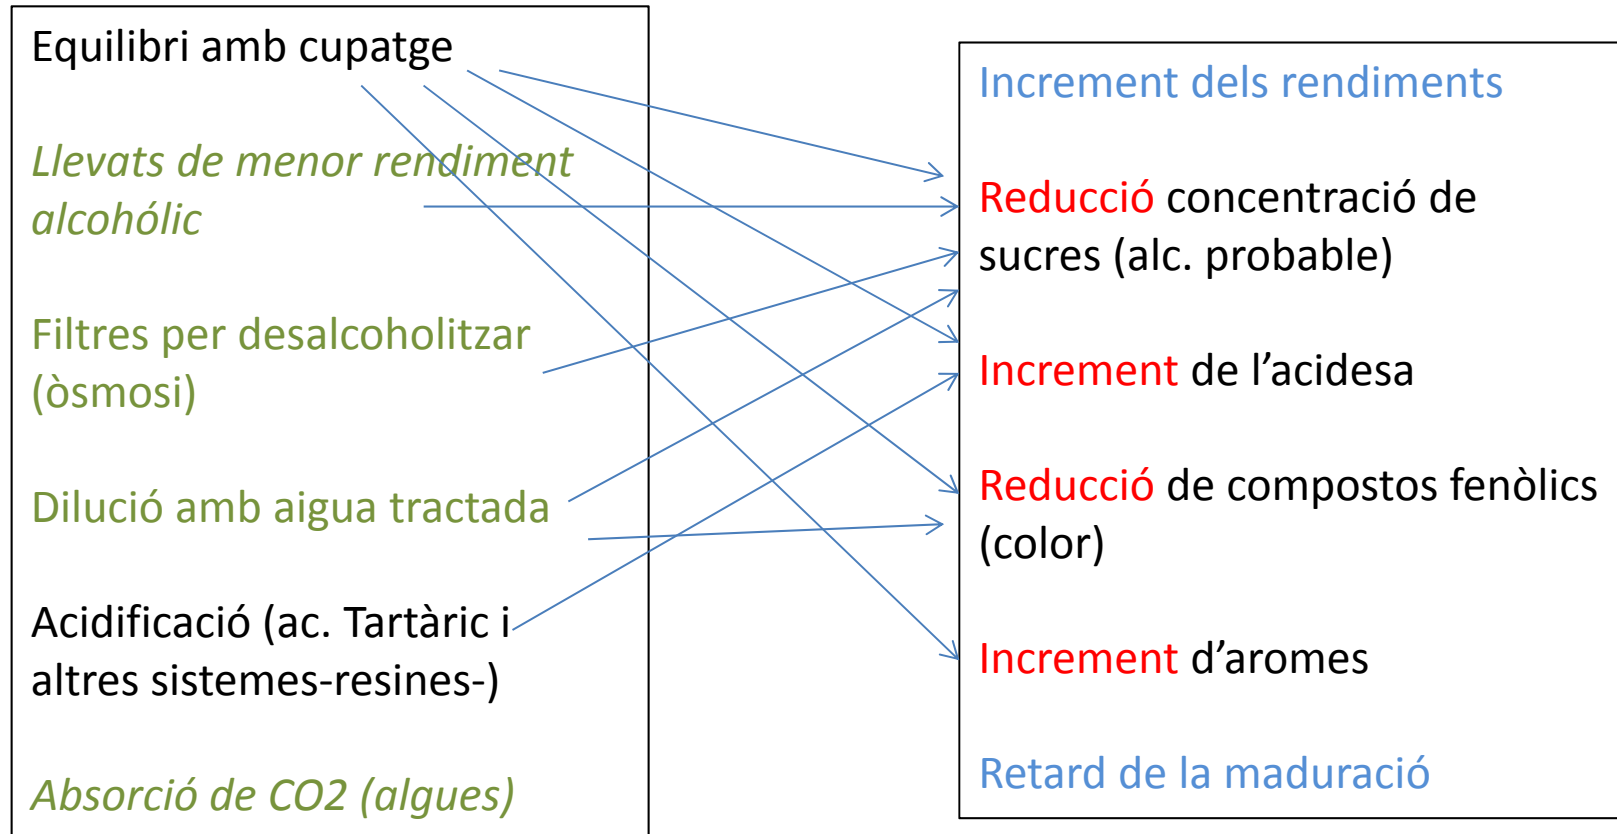 Equilibri amb cupatge
Llevats de menor rendiment
alcohólic
Filtres per desalcoholitzar
(òsmosi)
Dilució amb aigua tractada
Acidificació (ac. Tartàric i
altres sistemes-resines-)
Absorció de CO2 (algues)
Increment dels rendiments
Reducció concentració de
sucres (alc. probable)
Increment de l’acidesa
Reducció de compostos fenòlics
(color)
Increment d’aromes
Retard de la maduració